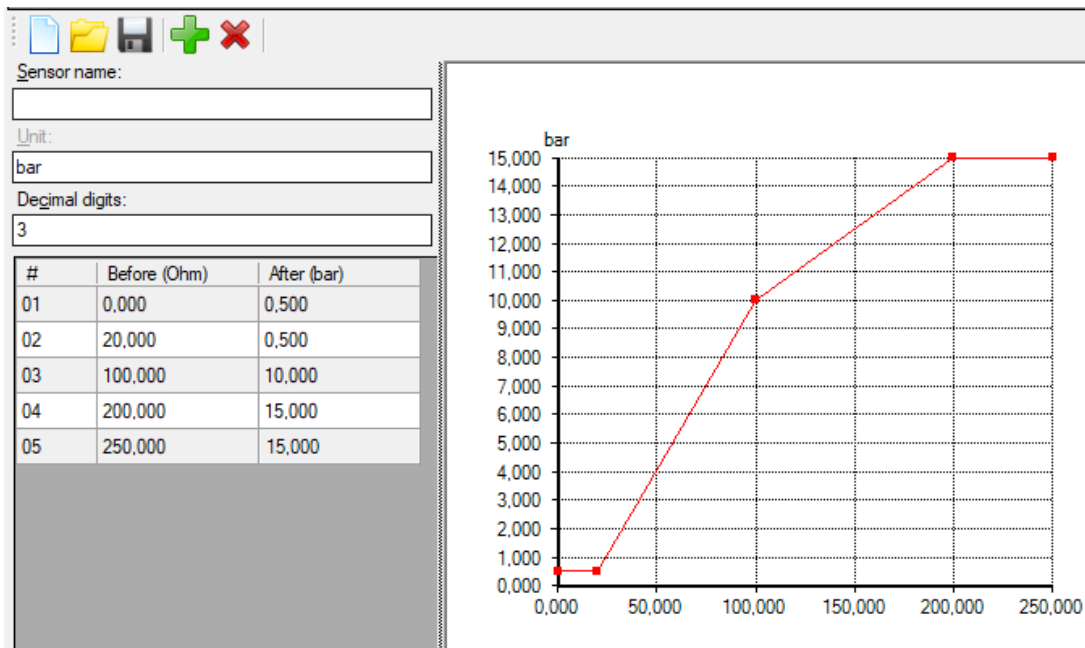 Sensor name:
Unit:
bar
Decimal digits:
3
# Before (Ohm) After (bar)
01 0,000 0,500
02 20,000 0,500
03 100,000 10,000
04 200,000 15,000
05 250,000 15,000
bar
15,000
14,000
13,000
12,000
11,000
10,000
9,000
8,000
7,000
6,000
5,000
4,000
3,000
2,000
1,000
0,000
0,000 50,000 100,000 150,000 200,000 250,000